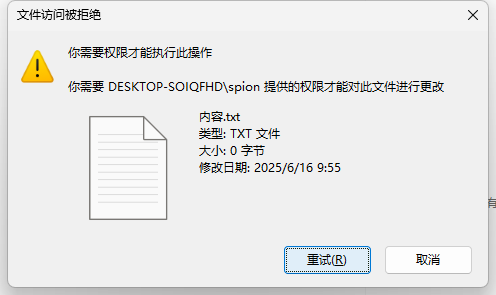 文件访问被拒绝
你需要权限才能执行此操作
你需要 DESKTOP-SOIQFHD\spion 提供的权限才能对此文件进行更改
内容.txt
类型: TXT 文件
大小: 0 字节
修改日期: 2025/6/16 9:55
有
重试(R)
取消